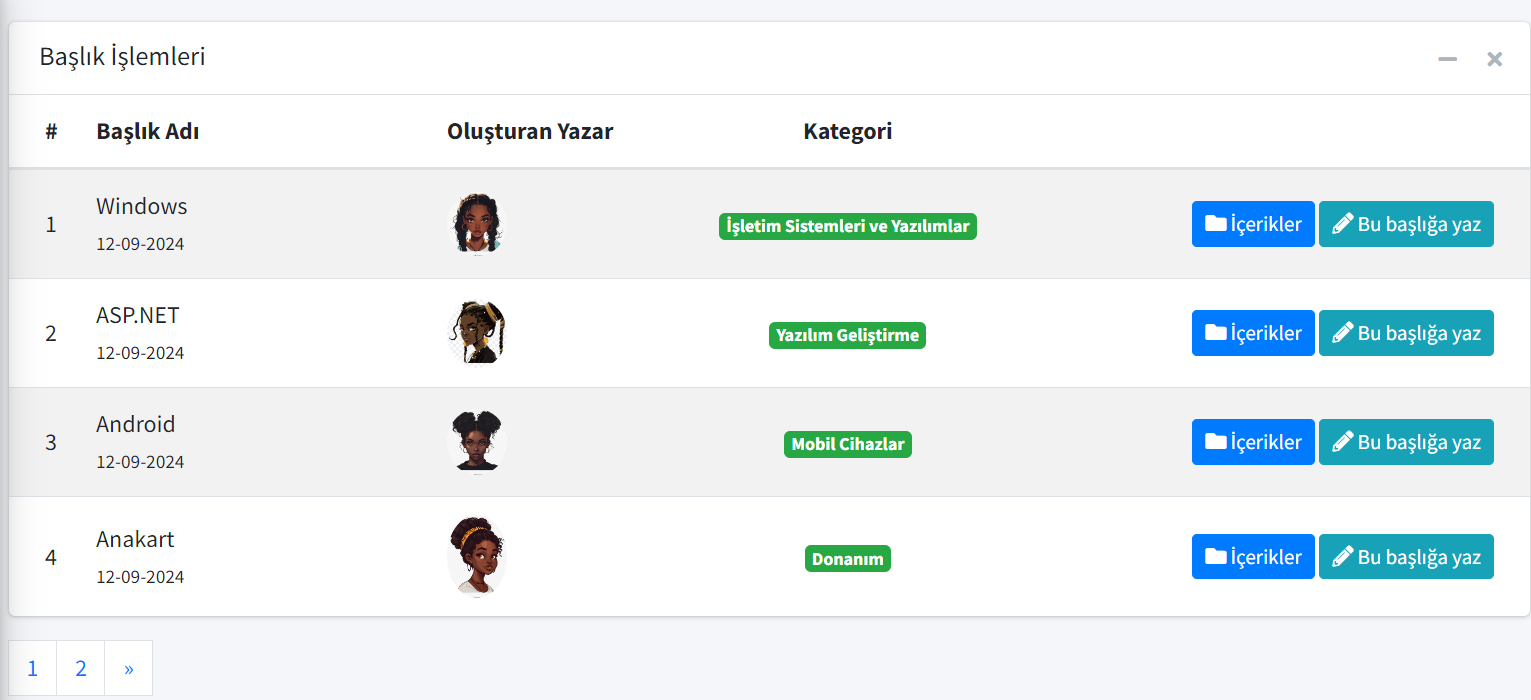 Başlık İşlemleri
# Başlık Adı Oluşturan Yazar Kategori
1 Windows 12-09-2024 İşletim Sistemleri ve Yazılımlar İçerikler Bu başlığa yaz
2 ASP.NET 12-09-2024 Yazılım Geliştirme İçerikler Bu başlığa yaz
3 Android 12-09-2024 Mobil Cihazlar İçerikler Bu başlığa yaz
4 Anakart 12-09-2024 Donanım İçerikler Bu başlığa yaz
1 2 »